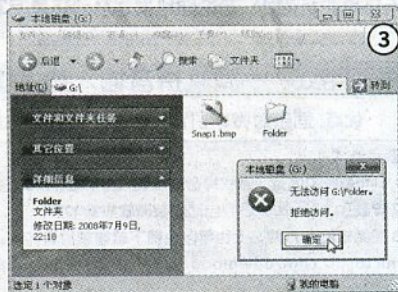 本地磁盘 (G:)
③
后退 搜索 文件夹
地址(D) G:\ 转到
文件和文件夹任务
其它位置
详细信息
Folder
文件夹
修改日期: 2008年7月9日,
22:18
Snap1.bmp Folder
本地磁盘 (G:)
无法访问 G:\Folder。
拒绝访问。
确定
选定 1 个对象 我的电脑